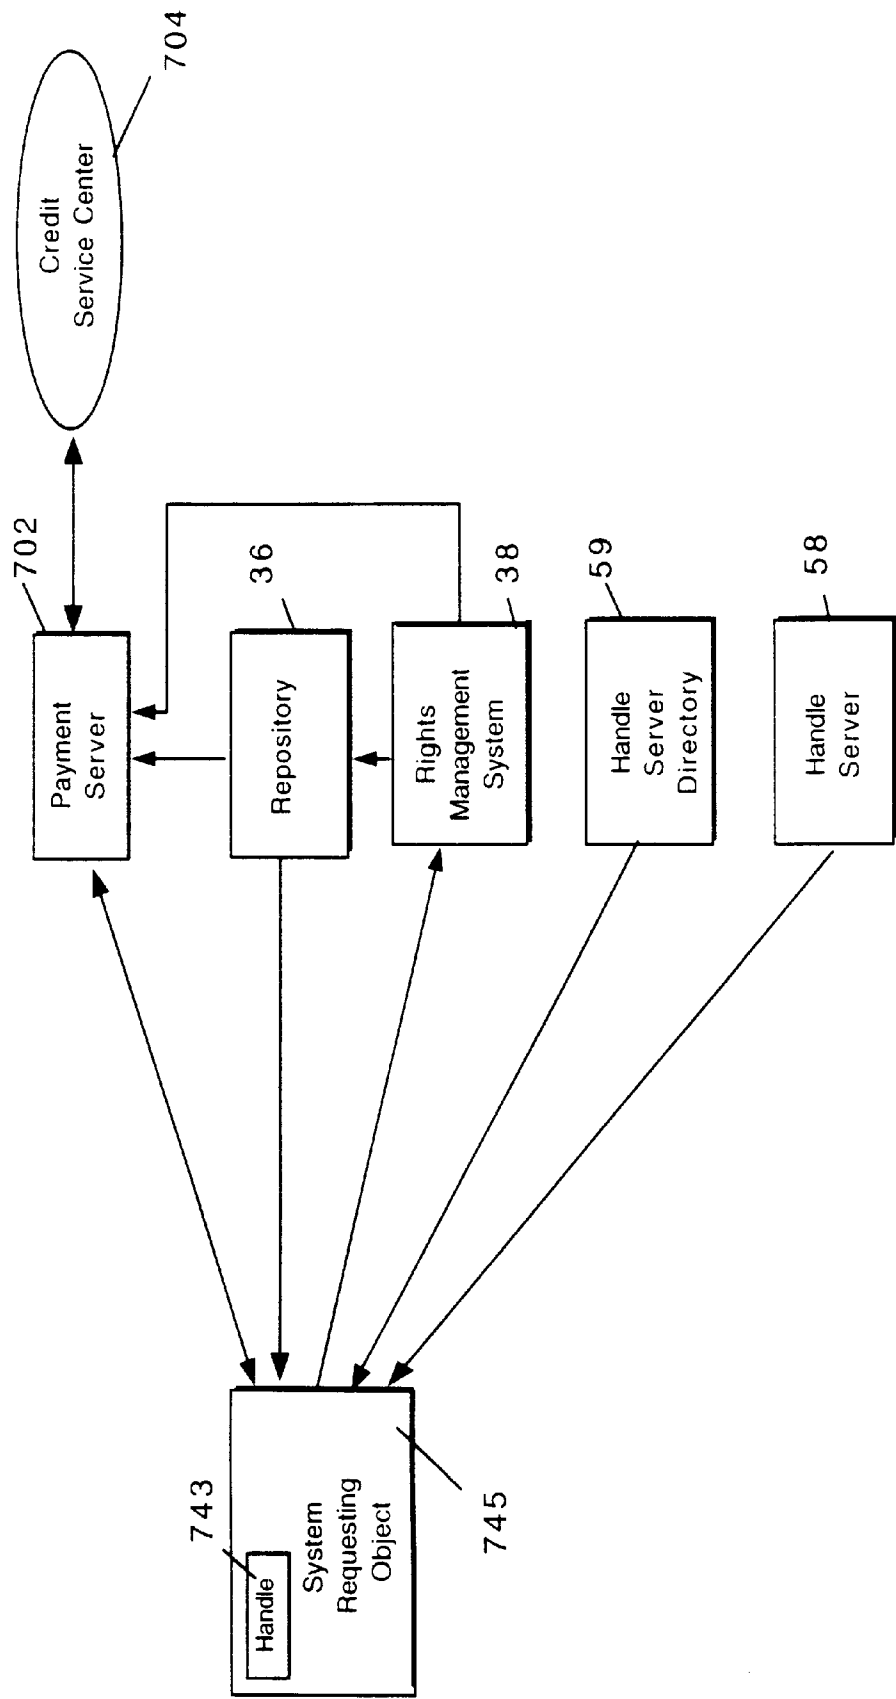 704
Credit
Service Center
702
Payment
Server
36
Repository
38
Rights
Management
System
59
Handle
Server
Directory
58
Handle
Server
743
Handle
System
Requesting
Object
745